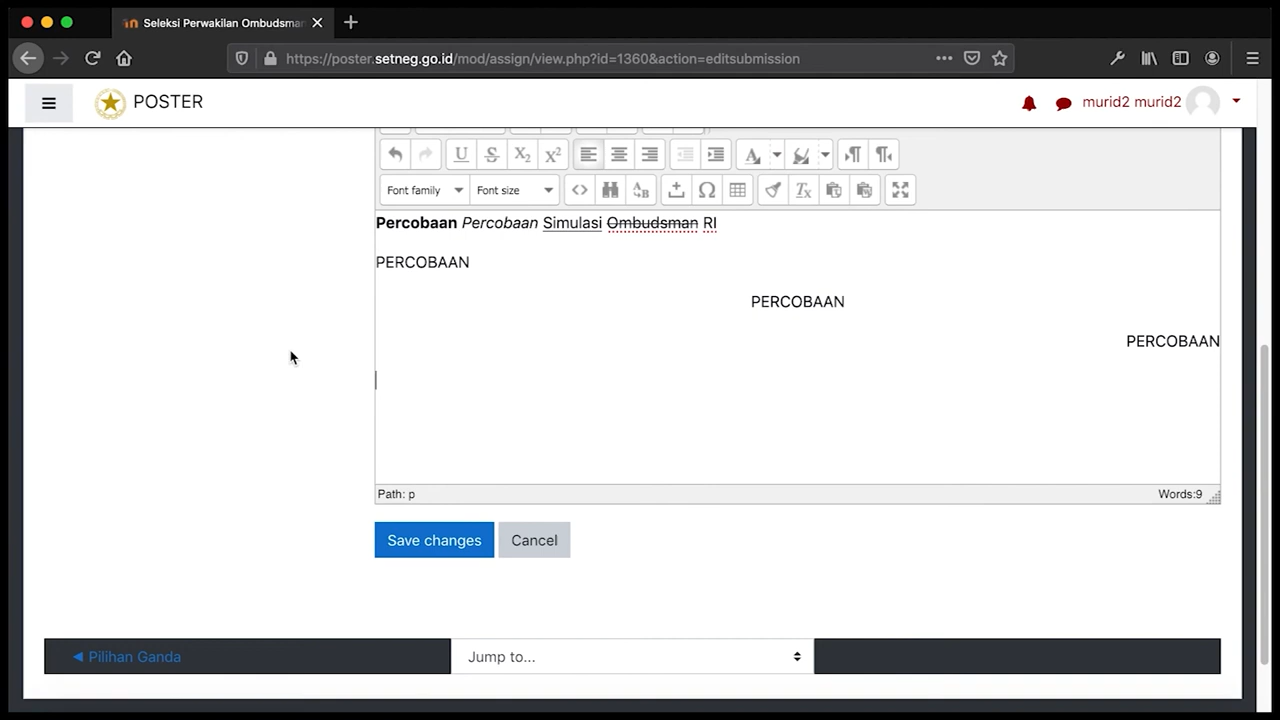 Seleksi Perwakilan Ombudsman
https://poster.setneg.go.id/mod/assign/view.php?id=1360&action=editsubmission
POSTER
murid2 murid2
Font family
Font size
Percobaan Percobaan Simulasi Ombudsman RI
PERCOBAAN
PERCOBAAN
PERCOBAAN
Path: p
Words:9
Save changes
Cancel
◄ Pilihan Ganda
Jump to...